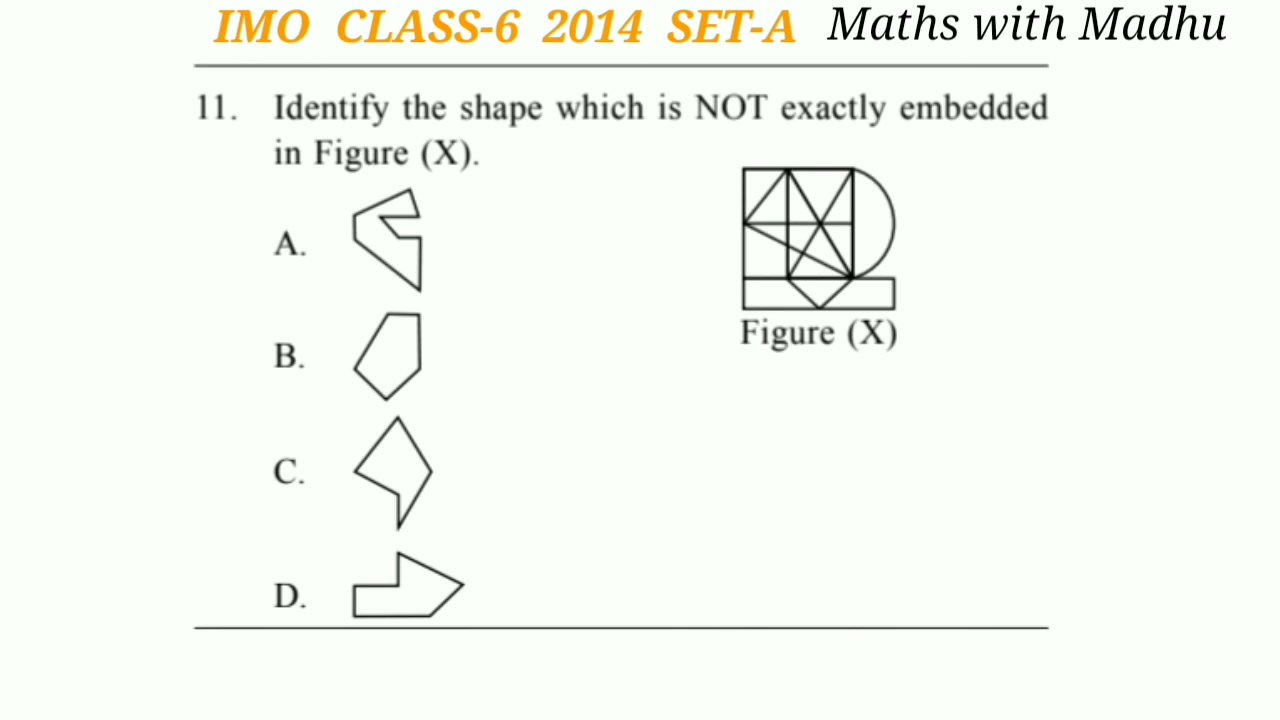 IMO CLASS-6 2014 SET-A Maths with Madhu
11. Identify the shape which is NOT exactly embedded
in Figure (X).
A.
B.
C.
D.
Figure (X)